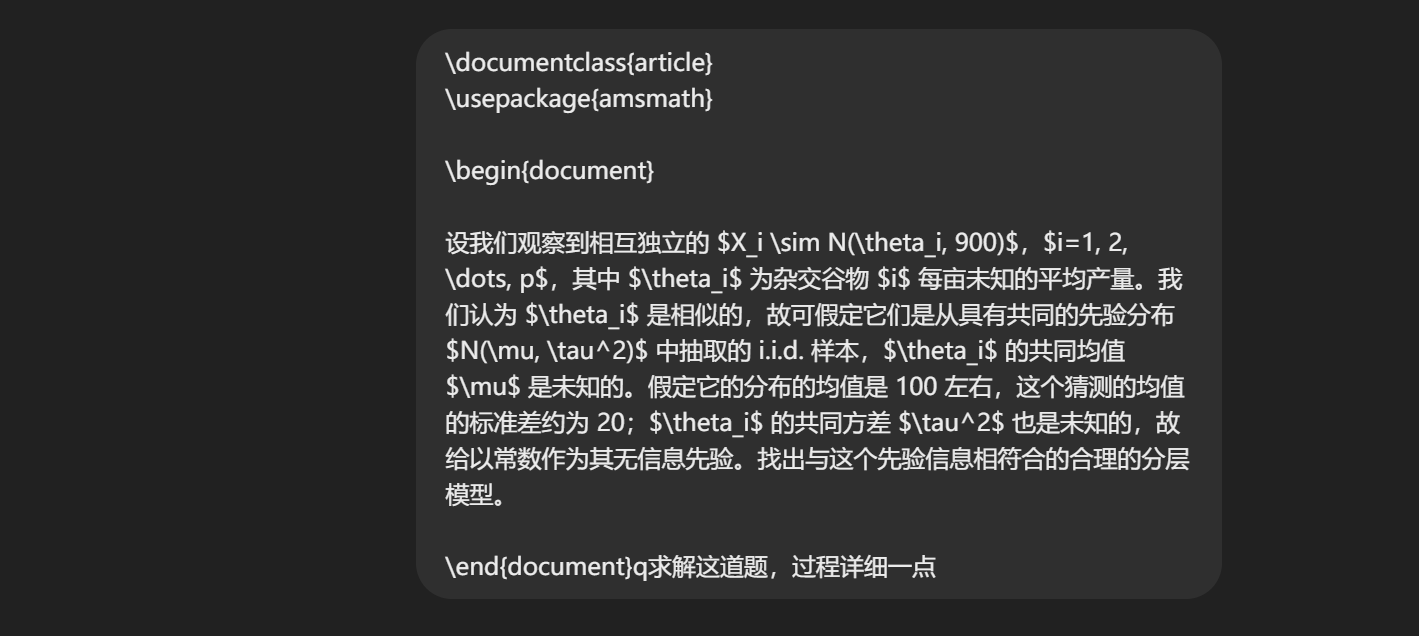 \documentclass{article}
\usepackage{amsmath}
\begin{document}
设我们观察到相互独立的 $X_i \sim N(\theta_i, 900)$，$i=1, 2,
\dots, p$，其中 $\theta_i$ 为杂交谷物 $i$ 每亩未知的平均产量。我
们认为 $\theta_i$ 是相似的，故可假定它们是从具有共同的先验分布
$N(\mu, \tau^2)$ 中抽取的 i.i.d. 样本，$\theta_i$ 的共同均值
$\mu$ 是未知的。假定它的分布的均值是 100 左右，这个猜测的均值
的标准差约为 20；$\theta_i$ 的共同方差 $\tau^2$ 也是未知的，故
给以常数作为其无信息先验。找出与这个先验信息相符合的合理的分层
模型。
\end{document}q求解这道题，过程详细一点